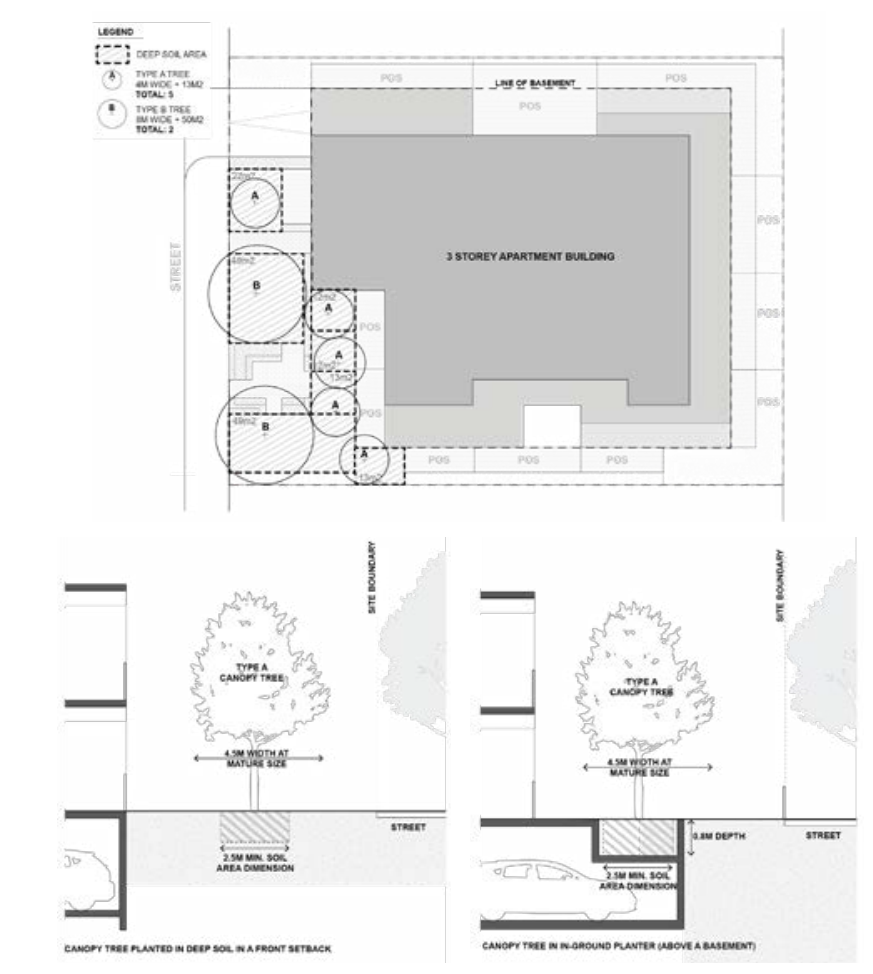 LEGEND
DEEP SOIL AREA
A
TYPE A TREE
4M WIDE = 13M2
TOTAL: 5
B
TYPE B TREE
8M WIDE = 50M2
TOTAL: 2
POS
LINE OF BASEMENT
POS
POS
22m2
A
STREET
3 STOREY APARTMENT BUILDING
POS
B
A
POS
POS
A
13m2
A
POS
POS
49m2
B
A
13m2
POS
POS
POS
SITE BOUNDARY
TYPE A
CANOPY TREE
4.5M WIDTH AT
MATURE SIZE
STREET
2.5M MIN. SOIL
AREA DIMENSION
CANOPY TREE PLANTED IN DEEP SOIL IN A FRONT SETBACK
SITE BOUNDARY
TYPE A
CANOPY TREE
4.5M WIDTH AT
MATURE SIZE
0.8M DEPTH
STREET
2.5M MIN. SOIL
AREA DIMENSION
CANOPY TREE IN IN-GROUND PLANTER (ABOVE A BASEMENT)